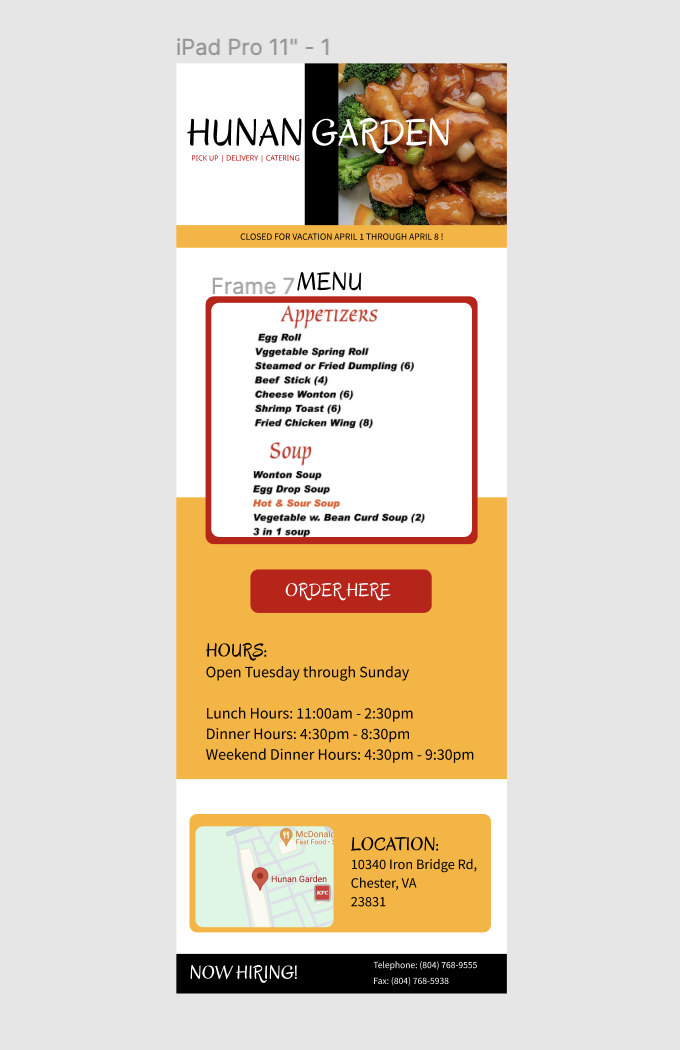 iPad Pro 11" - 1
HUNAN GARDEN
PICK UP | DELIVERY | CATERING
CLOSED FOR VACATION APRIL 1 THROUGH APRIL 8 !
Frame 7
MENU
Appetizers
Egg Roll
Vggetable Spring Roll
Steamed or Fried Dumpling (6)
Beef Stick (4)
Cheese Wonton (6)
Shrimp Toast (6)
Fried Chicken Wing (8)
Soup
Wonton Soup
Egg Drop Soup
Hot & Sour Soup
Vegetable w. Bean Curd Soup (2)
3 in 1 soup
ORDER HERE
HOURS:
Open Tuesday through Sunday
Lunch Hours: 11:00am - 2:30pm
Dinner Hours: 4:30pm - 8:30pm
Weekend Dinner Hours: 4:30pm - 9:30pm
McDonald
Fast Food · S
Hunan Garden
KFC
LOCATION:
10340 Iron Bridge Rd,
Chester, VA
23831
NOW HIRING!
Telephone: (804) 768-9555
Fax: (804) 768-5938